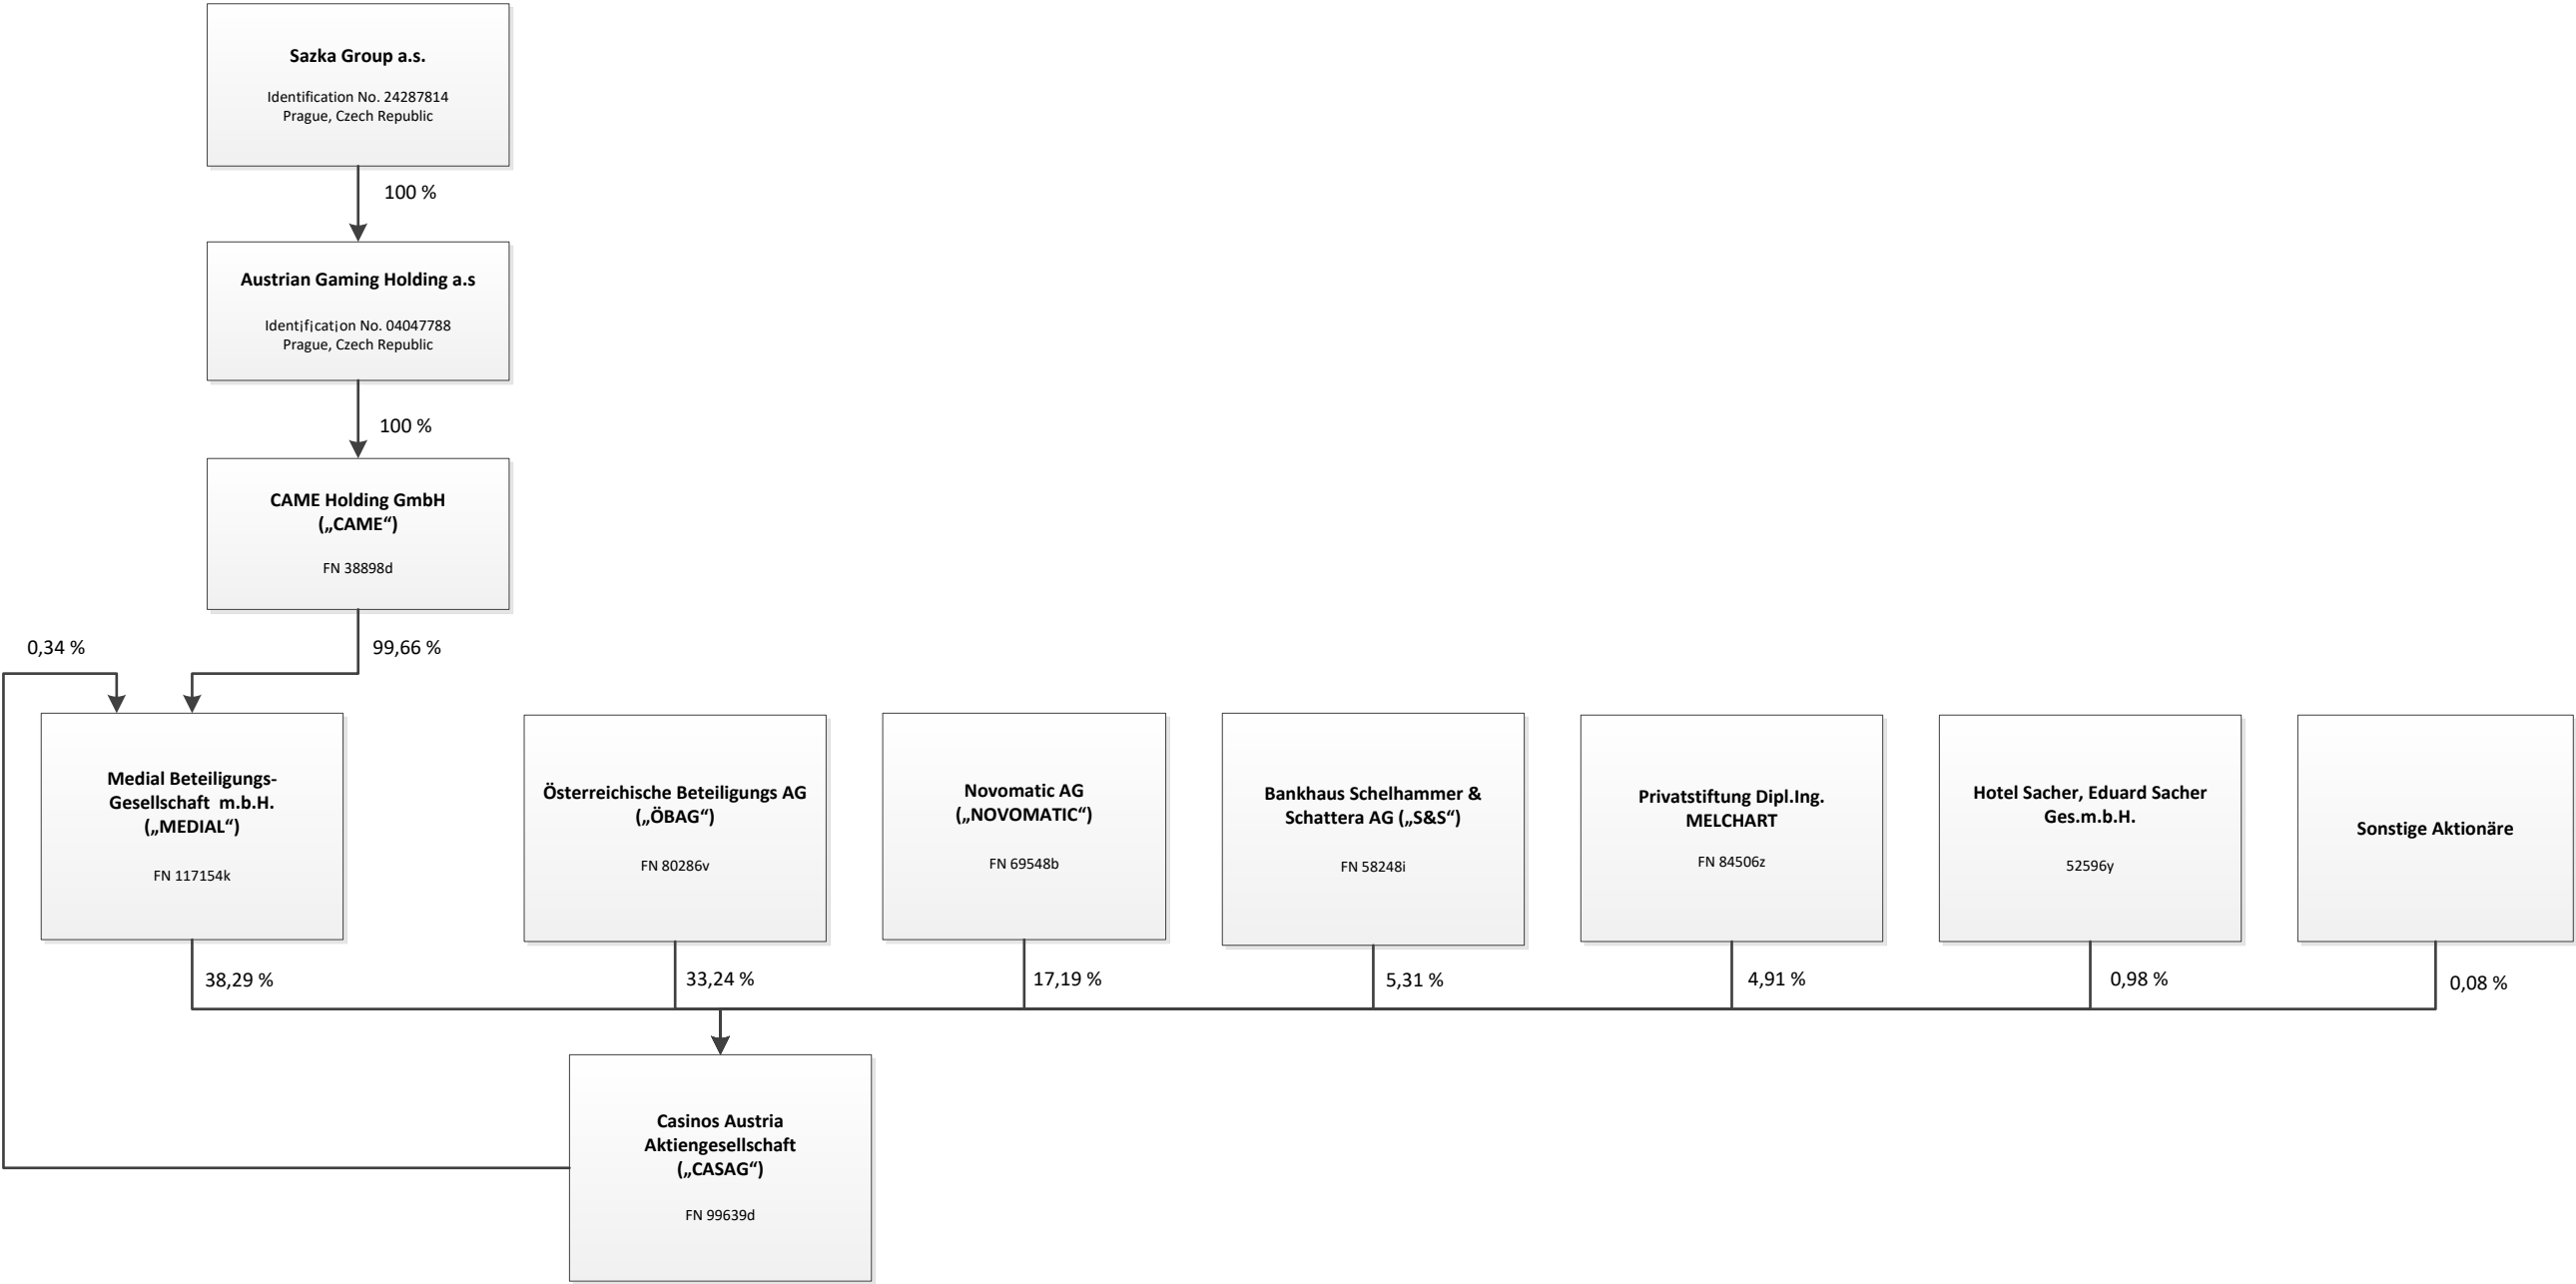 Sazka Group a.s.
Identification No. 24287814
Prague, Czech Republic
100 %
Austrian Gaming Holding a.s
Identification No. 04047788
Prague, Czech Republic
100 %
CAME Holding GmbH
(„CAME“)
FN 38898d
0,34 %
99,66 %
Medial Beteiligungs-
Gesellschaft m.b.H.
(„MEDIAL“)
FN 117154k
Österreichische Beteiligungs AG
(„ÖBAG“)
FN 80286v
Novomatic AG
(„NOVOMATIC“)
FN 69548b
Bankhaus Schelhammer &
Schattera AG („S&S“)
FN 58248i
Privatstiftung Dipl.Ing.
MELCHART
FN 84506z
Hotel Sacher, Eduard Sacher
Ges.m.b.H.
52596y
Sonstige Aktionäre
38,29 %
33,24 %
17,19 %
5,31 %
4,91 %
0,98 %
0,08 %
Casinos Austria
Aktiengesellschaft
(„CASAG“)
FN 99639d